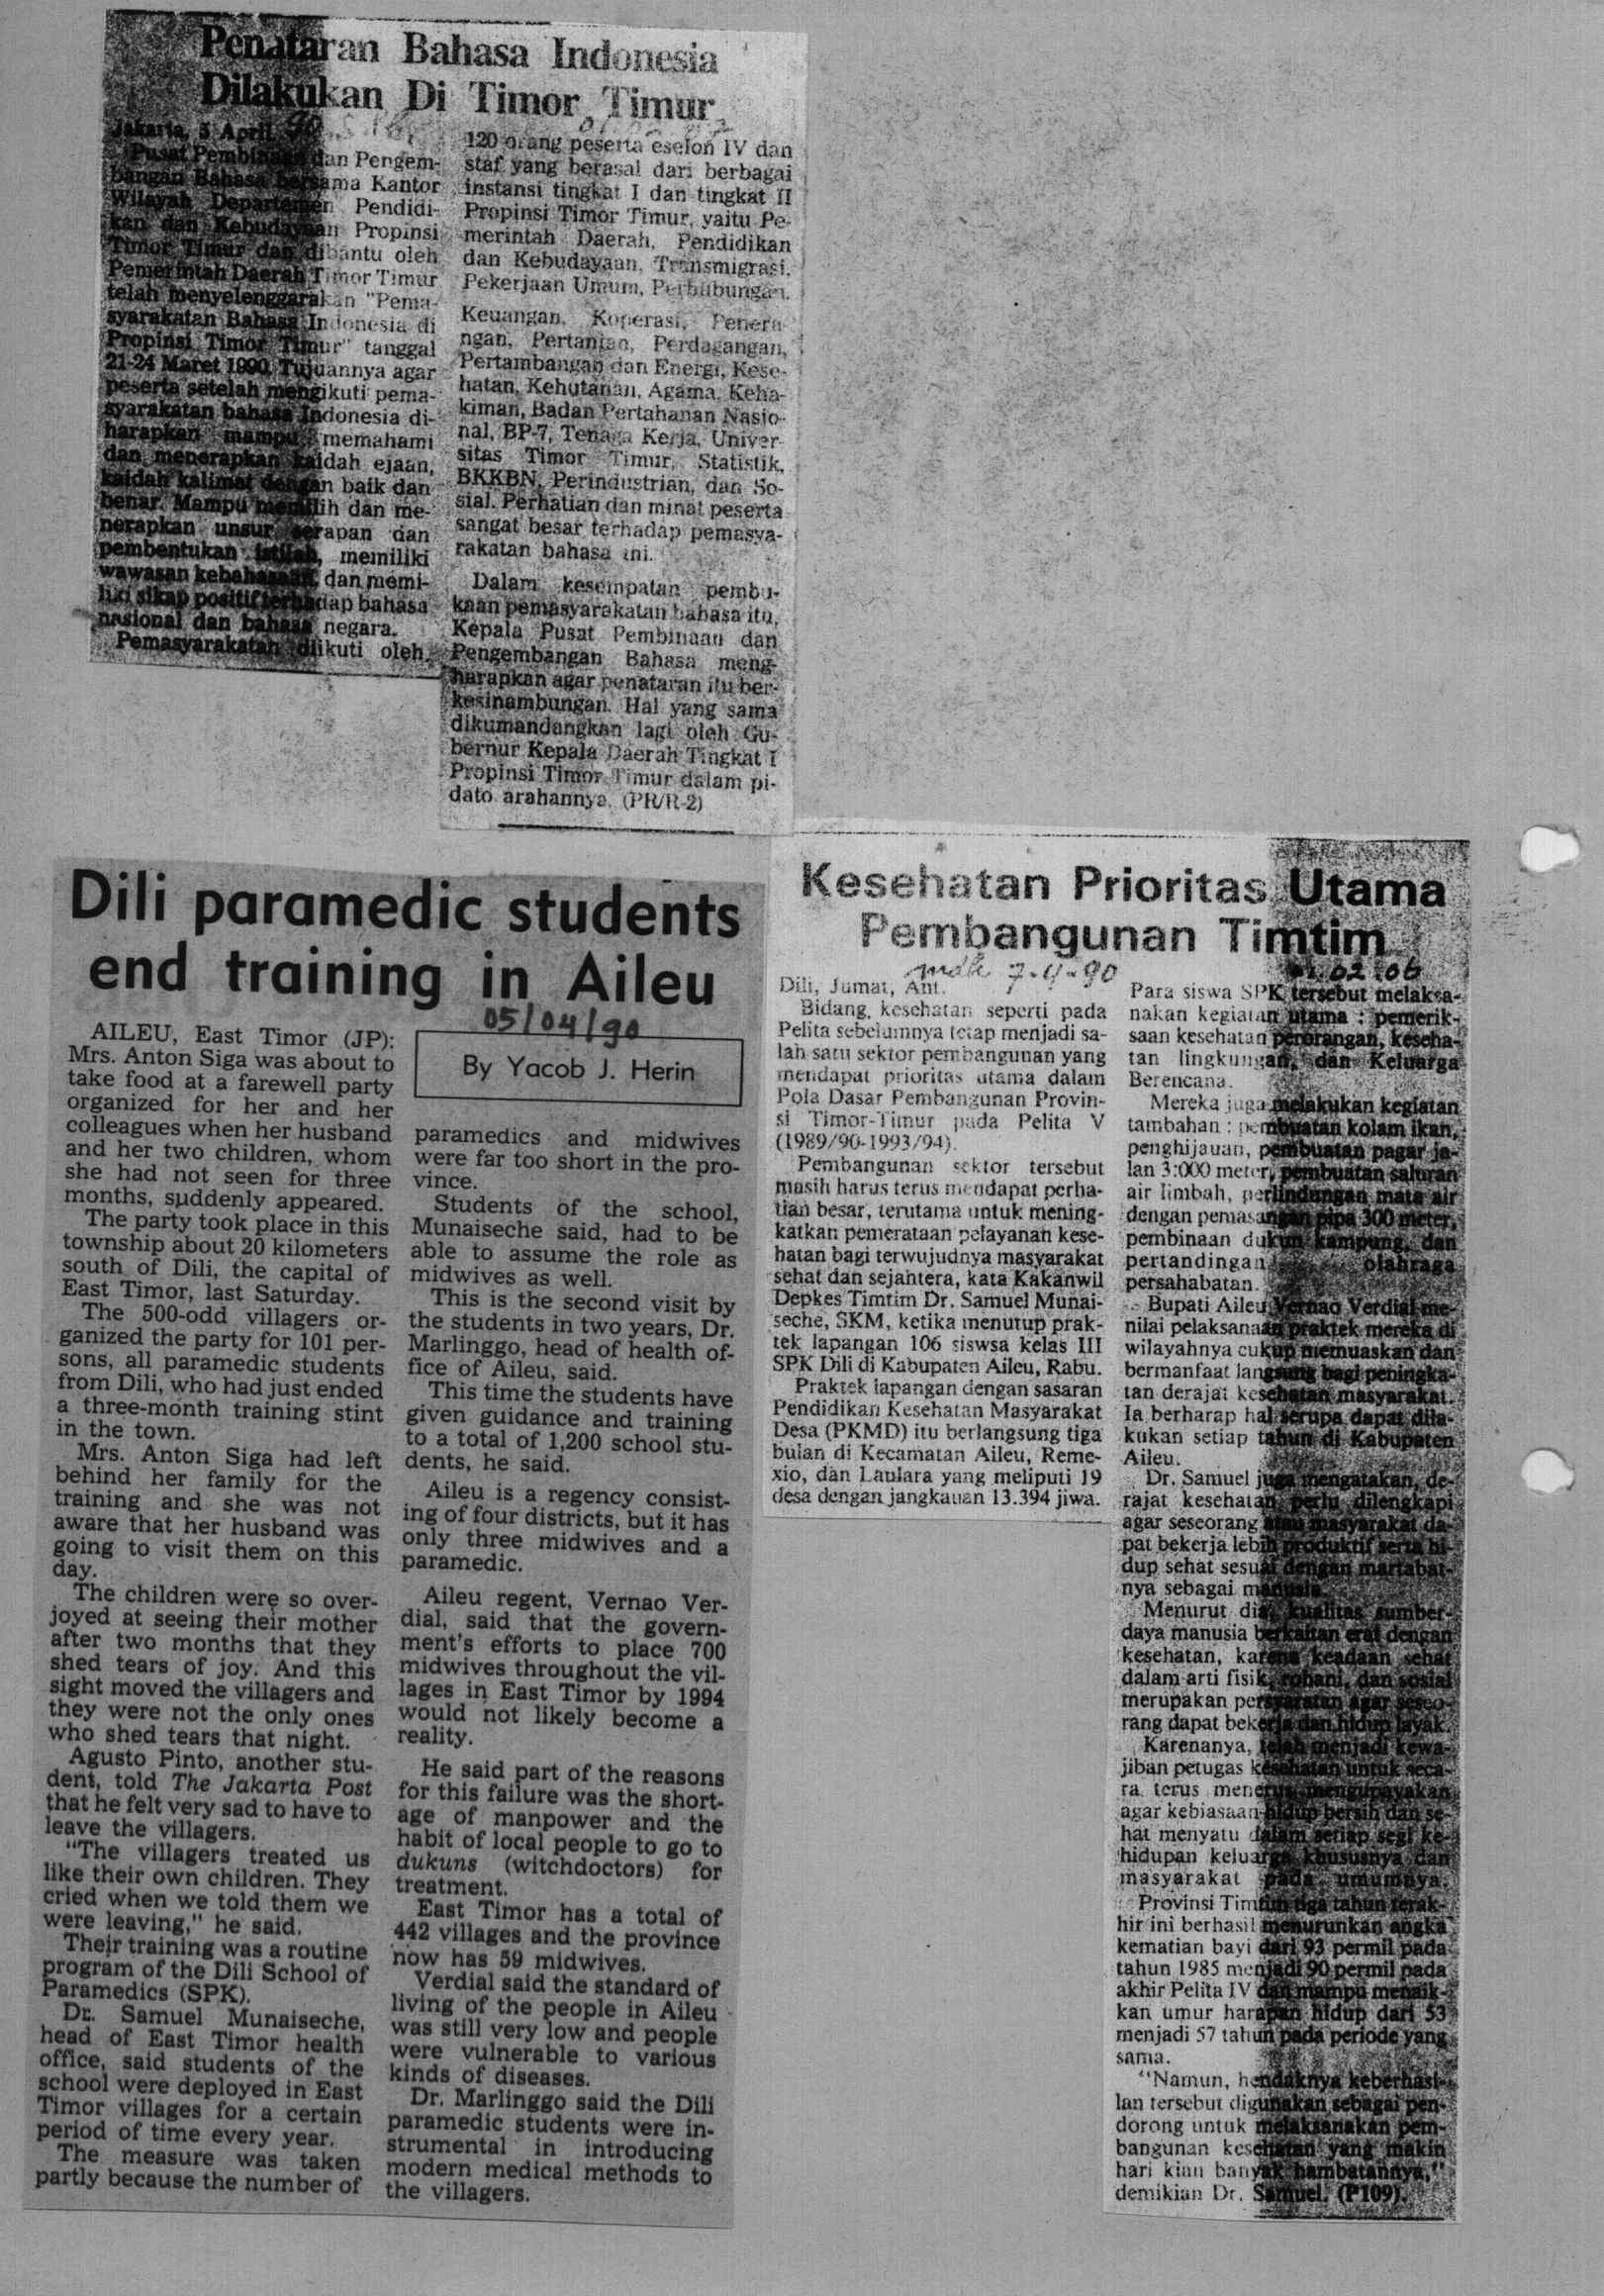 Penataran Bahasa Indonesia
Dilakukan Di Timor Timur
Jakarta, 5 April 90
Pusat Pembinaan dan Pengem-
bangan Bahasa bersama Kantor
Wilayah Departemen Pendidi-
kan dan Kebudayaan Propinsi
Timor Timur dan dibantu oleh
Pemerintah Daerah Timor Timur
telah menyelenggarakan "Pema-
syarakatan Bahasa Indonesia di
Propinsi Timor Timur" tanggal
21-24 Maret 1990. Tujuannya agar
peserta setelah mengikuti pema-
syarakatan bahasa Indonesia di-
harapkan mampu memahami
dan menerapkan kaidah ejaan,
kaidah kalimat dengan baik dan
benar. Mampu memilih dan me-
nerapkan unsur serapan dan
pembentukan istilah, memiliki
wawasan kebahasaan dan memi-
liki sikap positif terhadap bahasa
nasional dan bahasa negara.
Pemasyarakatan diikuti oleh
120 orang peserta eselon IV dan
staf yang berasal dari berbagai
instansi tingkat I dan tingkat II
Propinsi Timor Timur, yaitu Pe-
merintah Daerah, Pendidikan
dan Kebudayaan, Transmigrasi,
Pekerjaan Umum, Perhubungan,
Keuangan, Koperasi, Penera-
ngan, Pertanian, Perdagangan,
Pertambangan dan Energi, Kese-
hatan, Kehutanan, Agama, Keha-
kiman, Badan Pertahanan Nasio-
nal, BP-7, Tenaga Kerja, Univer-
sitas Timor Timur, Statistik,
BKKBN, Perindustrian, dan So-
sial. Perhatian dan minat peserta
sangat besar terhadap pemasya-
rakatan bahasa ini.
Dalam kesempatan pembu-
kaan pemasyarakatan bahasa itu,
Kepala Pusat Pembinaan dan
Pengembangan Bahasa meng-
harapkan agar penataran itu ber-
kesinambungan. Hal yang sama
dikumandangkan lagi oleh Gu-
bernur Kepala Daerah Tingkat I
Propinsi Timor Timur dalam pi-
dato arahannya. (PR/R-2)
Dili paramedic students
end training in Aileu
05/04/90
By Yacob J. Herin
AILEU, East Timor (JP):
Mrs. Anton Siga was about to
take food at a farewell party
organized for her and her
colleagues when her husband
and her two children, whom
she had not seen for three
months, suddenly appeared.
The party took place in this
township about 20 kilometers
south of Dili, the capital of
East Timor, last Saturday.
The 500-odd villagers or-
ganized the party for 101 per-
sons, all paramedic students
from Dili, who had just ended
a three-month training stint
in the town.
Mrs. Anton Siga had left
behind her family for the
training and she was not
aware that her husband was
going to visit them on this
day.
The children were so over-
joyed at seeing their mother
after two months that they
shed tears of joy. And this
sight moved the villagers and
they were not the only ones
who shed tears that night.
Agusto Pinto, another stu-
dent, told The Jakarta Post
that he felt very sad to have to
leave the villagers.
"The villagers treated us
like their own children. They
cried when we told them we
were leaving," he said.
Their training was a routine
program of the Dili School of
Paramedics (SPK).
Dr. Samuel Munaiseche,
head of East Timor health
office, said students of the
school were deployed in East
Timor villages for a certain
period of time every year.
The measure was taken
partly because the number of
paramedics and midwives
were far too short in the pro-
vince.
Students of the school,
Munaiseche said, had to be
able to assume the role as
midwives as well.
This is the second visit by
the students in two years, Dr.
Marlinggo, head of health of-
fice of Aileu, said.
This time the students have
given guidance and training
to a total of 1,200 school stu-
dents, he said.
Aileu is a regency consist-
ing of four districts, but it has
only three midwives and a
paramedic.
Aileu regent, Vernao Ver-
dial, said that the govern-
ment's efforts to place 700
midwives throughout the vil-
lages in East Timor by 1994
would not likely become a
reality.
He said part of the reasons
for this failure was the short-
age of manpower and the
habit of local people to go to
dukuns (witchdoctors) for
treatment.
East Timor has a total of
442 villages and the province
now has 59 midwives.
Verdial said the standard of
living of the people in Aileu
was still very low and people
were vulnerable to various
kinds of diseases.
Dr. Marlinggo said the Dili
paramedic students were in-
strumental in introducing
modern medical methods to
the villagers.
Kesehatan Prioritas Utama
Pembangunan Timtim
7-4-90
02.06
Dili, Jumat, Ant.
Bidang kesehatan seperti pada
Pelita sebelumnya tetap menjadi sa-
lah satu sektor pembangunan yang
mendapat prioritas utama dalam
Pola Dasar Pembangunan Provin-
si Timor-Timur pada Pelita V
(1989/90-1993/94).
Pembangunan sektor tersebut
masih harus terus mendapat perha-
tian besar, terutama untuk mening-
katkan pemerataan pelayanan kese-
hatan bagi terwujudnya masyarakat
sehat dan sejahtera, kata Kakanwil
Depkes Timtim Dr. Samuel Munai-
seche, SKM, ketika menutup prak-
tek lapangan 106 siswsa kelas III
SPK Dili di Kabupaten Aileu, Rabu.
Praktek lapangan dengan sasaran
Pendidikan Kesehatan Masyarakat
Desa (PKMD) itu berlangsung tiga
bulan di Kecamatan Aileu, Reme-
xio, dan Laulara yang meliputi 19
desa dengan jangkauan 13.394 jiwa.
Para siswa SPK tersebut melaksa-
nakan kegiatan utama : pemerik-
saan kesehatan perorangan, keseha-
tan lingkungan, dan Keluarga
Berencana.
Mereka juga melakukan kegiatan
tambahan : pembuatan kolam ikan,
penghijauan, pembuatan pagar ja-
lan 3.000 meter, pembuatan saluran
air limbah, perlindungan mata air
dengan pemasangan pipa 300 meter,
pembinaan dukun kampung, dan
pertandingan olahraga
persahabatan.
Bupati Aileu Vernao Verdial me-
nilai pelaksanaan praktek mereka di
wilayahnya cukup memuaskan dan
bermanfaat langsung bagi peningka-
tan derajat kesehatan masyarakat.
Ia berharap hal serupa dapat dila-
kukan setiap tahun di Kabupaten
Aileu.
Dr. Samuel juga mengatakan, de-
rajat kesehatan perlu dilengkapi
agar seseorang atau masyarakat da-
pat bekerja lebih produktif serta hi-
dup sehat sesuai dengan martabat-
nya sebagai manusia.
Menurut dia, kualitas sumber-
daya manusia berkaitan erat dengan
kesehatan, karena keadaan sehat
dalam arti fisik, rohani, dan sosial
merupakan persyaratan agar seseo-
rang dapat bekerja dan hidup layak.
Karenanya, telah menjadi kewa-
jiban petugas kesehatan untuk seca-
ra terus menerus mengupayakan
agar kebiasaan hidup bersih dan se-
hat menyatu dalam setiap segi ke-
hidupan keluarga khususnya dan
masyarakat pada umumnya.
Provinsi Timtim tiga tahun terak-
hir ini berhasil menurunkan angka
kematian bayi dari 93 permil pada
tahun 1985 menjadi 90 permil pada
akhir Pelita IV dan mampu menaik-
kan umur harapan hidup dari 53
menjadi 57 tahun pada periode yang
sama.
"Namun, hendaknya keberhasi-
lan tersebut digunakan sebagai pen-
dorong untuk melaksanakan pem-
bangunan kesehatan yang makin
hari kian banyak hambatannya,"
demikian Dr. Samuel. (P109).